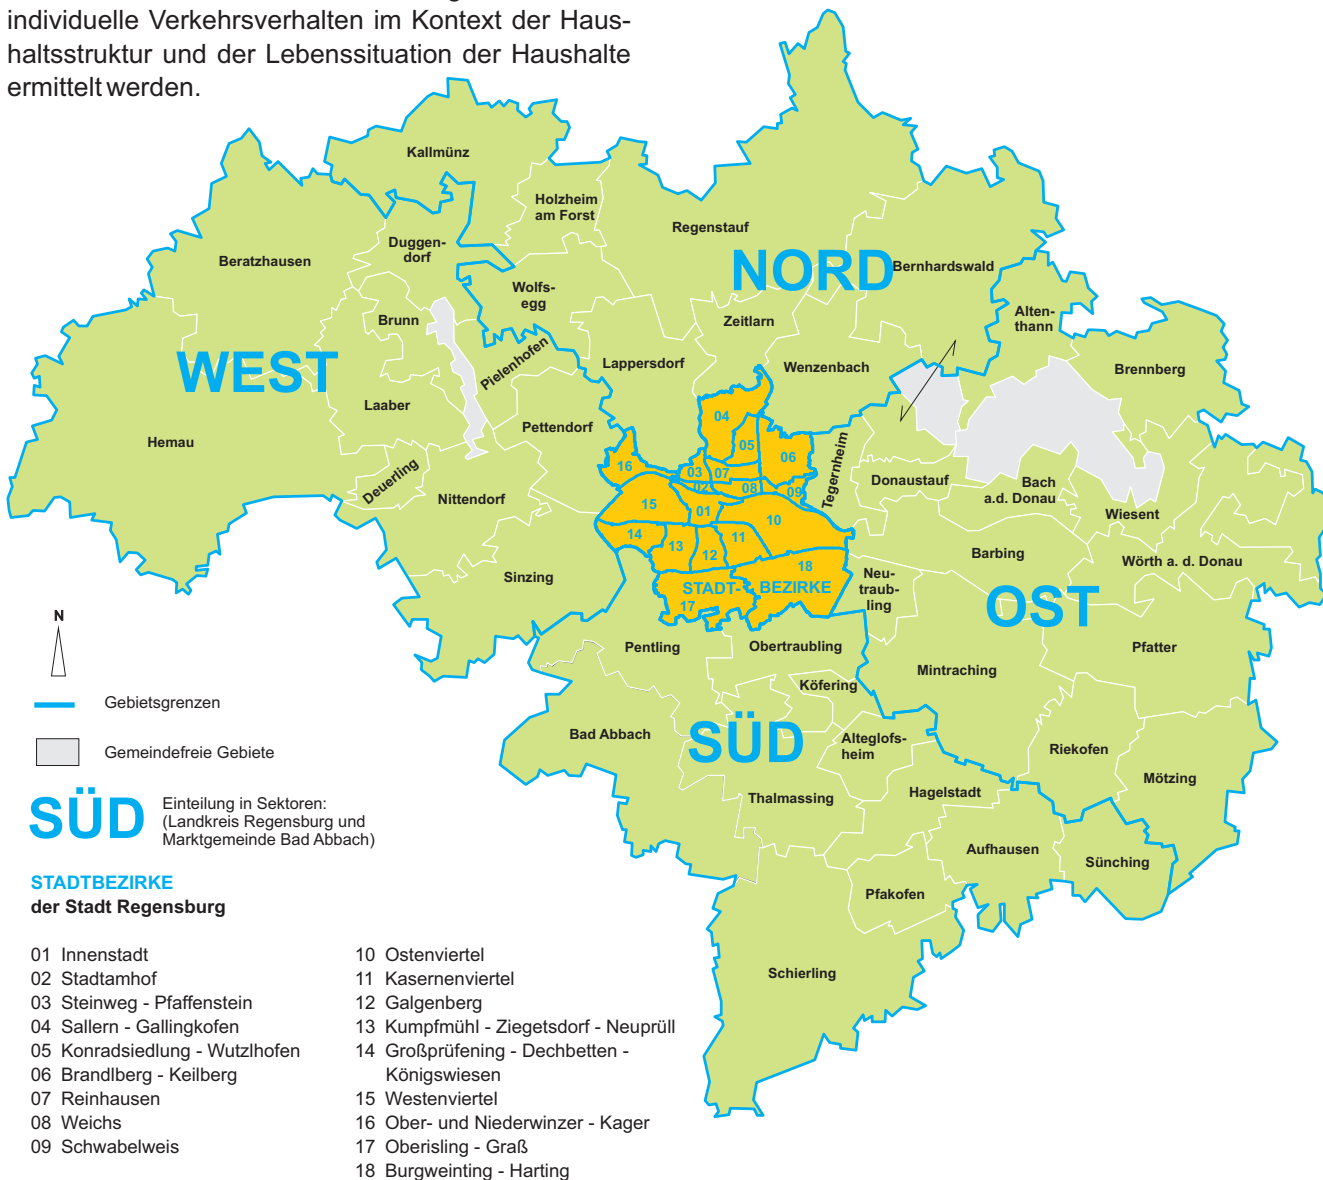 individuelle Verkehrsverhalten im Kontext der Haus-
haltsstruktur und der Lebenssituation der Haushalte
ermittelt werden.
Kallmünz
Holzheim
am Forst
Regenstauf
Beratzhausen
Duggen-
dorf
NORD
Bernhardswald
Wolfs-
egg
Brunn
Zeitlarn
Alten-
thann
WEST
Pielenhofen
Lappersdorf
Wenzenbach
Brennberg
Laaber
Pettendorf
Hemau
04
05
06
16
03
07
02
08
09
Tegernheim
Donaustauf
Bach
a.d. Donau
Deuerling
Nittendorf
15
01
10
Wiesent
14
13
12
11
18
Barbing
Wörth a. d. Donau
Sinzing
STADT-
BEZIRKE
17
Neu-
traub-
ling
OST
N
Pentling
Obertraubling
Pfatter
Mintraching
Köfering
Gebietsgrenzen
Bad Abbach
SÜD
Alteglofs-
heim
Riekofen
Gemeindefreie Gebiete
Mötzing
Thalmassing
Hagelstadt
SÜD
Einteilung in Sektoren:
(Landkreis Regensburg und
Marktgemeinde Bad Abbach)
Aufhausen
Sünching
Pfakofen
Schierling
STADTBEZIRKE
der Stadt Regensburg
01 Innenstadt
02 Stadtamhof
03 Steinweg - Pfaffenstein
04 Sallern - Gallingkofen
05 Konradsiedlung - Wutzlhofen
06 Brandlberg - Keilberg
07 Reinhausen
08 Weichs
09 Schwabelweis
10 Ostenviertel
11 Kasernenviertel
12 Galgenberg
13 Kumpfmühl - Ziegetsdorf - Neuprüll
14 Großprüfening - Dechbetten -
Königswiesen
15 Westenviertel
16 Ober- und Niederwinzer - Kager
17 Oberisling - Graß
18 Burgweinting - Harting